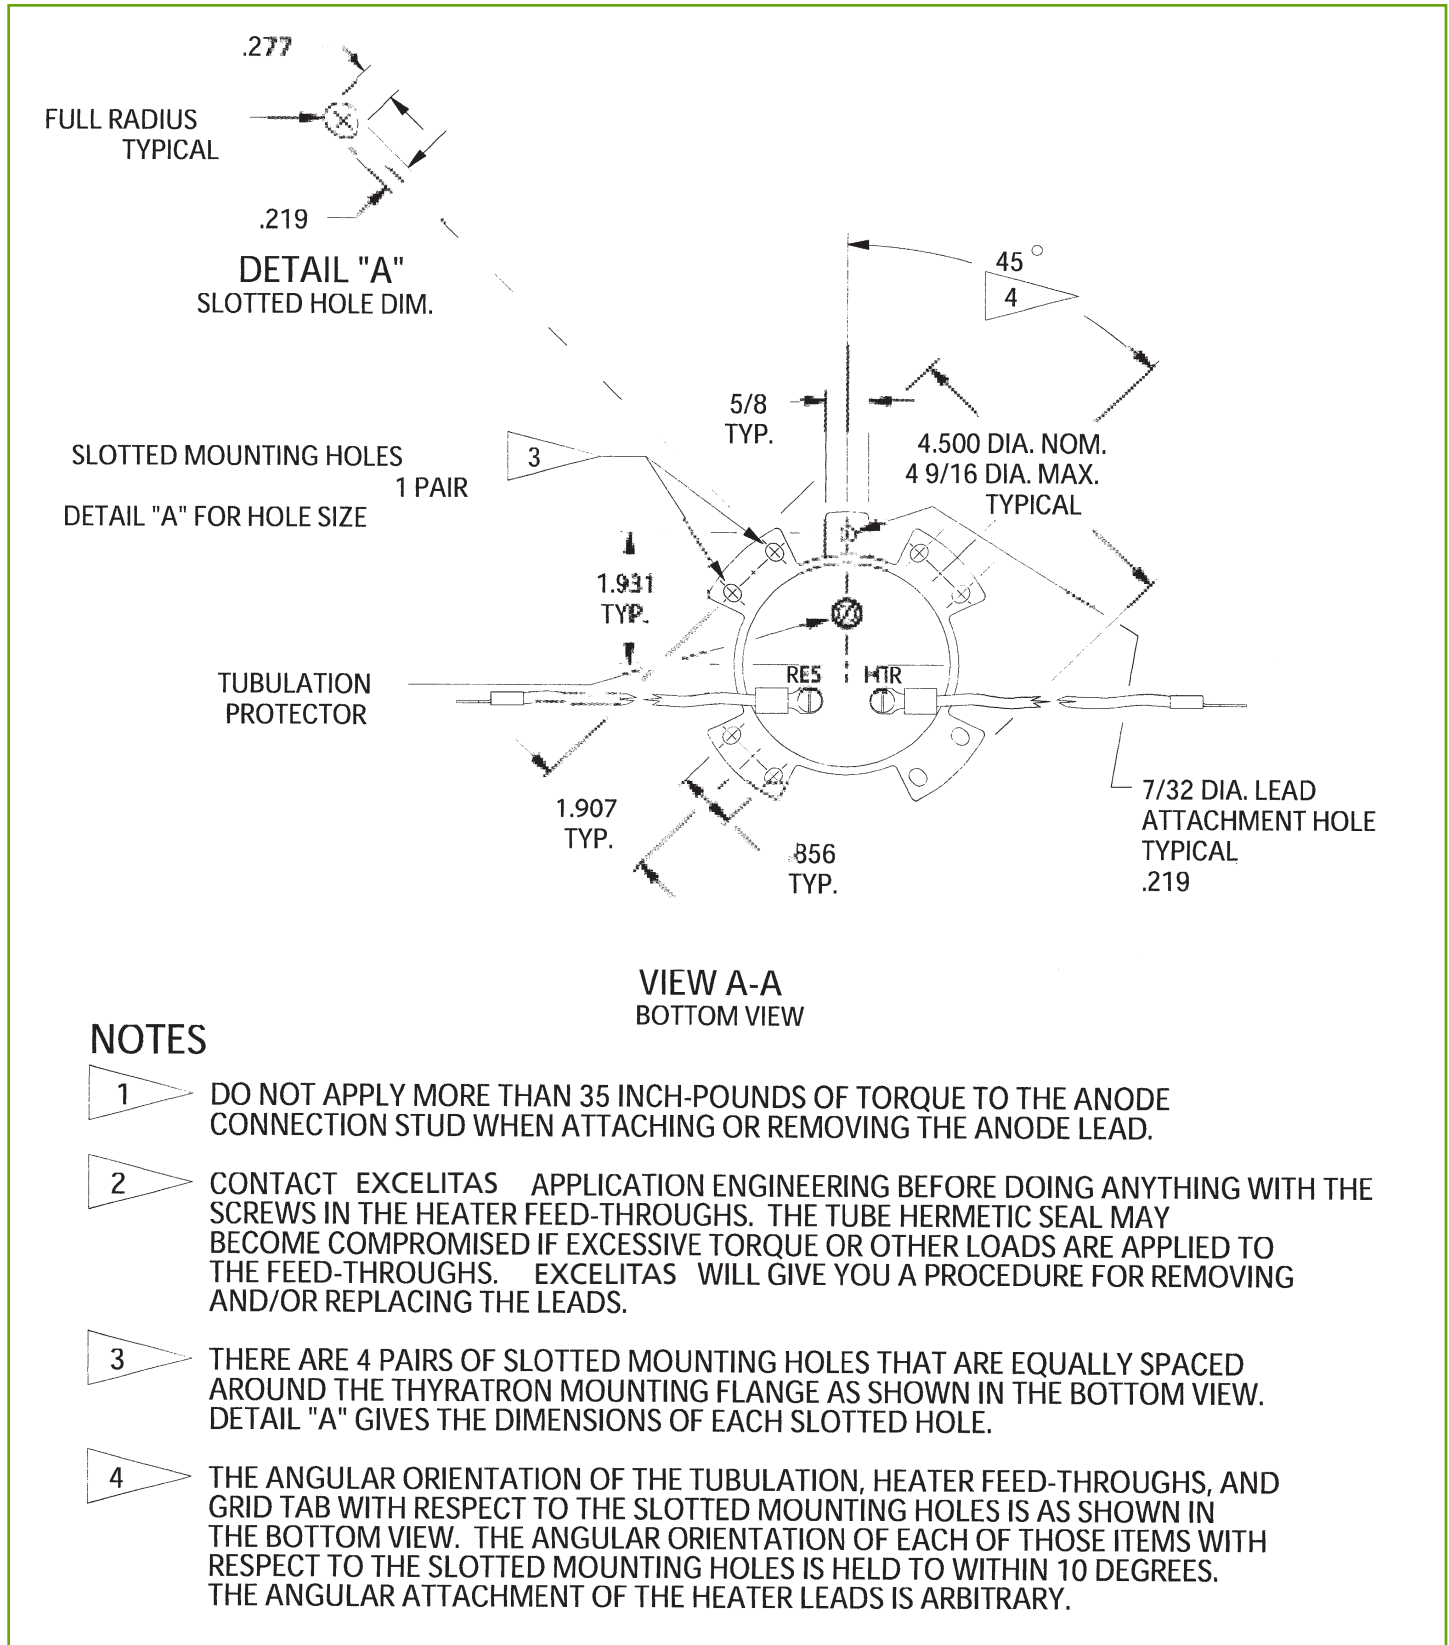 .277
FULL RADIUS
TYPICAL
.219
DETAIL "A"
SLOTTED HOLE DIM.
45 °
4
5/8
TYP.
4.500 DIA. NOM.
4 9/16 DIA. MAX.
TYPICAL
SLOTTED MOUNTING HOLES
1 PAIR
DETAIL "A" FOR HOLE SIZE
3
1.931
TYP.
TUBULATION
PROTECTOR
RES
HTR
1.907
TYP.
.856
TYP.
7/32 DIA. LEAD
ATTACHMENT HOLE
TYPICAL
.219
VIEW A-A
BOTTOM VIEW
NOTES
1 DO NOT APPLY MORE THAN 35 INCH-POUNDS OF TORQUE TO THE ANODE
CONNECTION STUD WHEN ATTACHING OR REMOVING THE ANODE LEAD.
2 CONTACT EXCELITAS APPLICATION ENGINEERING BEFORE DOING ANYTHING WITH THE
SCREWS IN THE HEATER FEED-THROUGHS. THE TUBE HERMETIC SEAL MAY
BECOME COMPROMISED IF EXCESSIVE TORQUE OR OTHER LOADS ARE APPLIED TO
THE FEED-THROUGHS. EXCELITAS WILL GIVE YOU A PROCEDURE FOR REMOVING
AND/OR REPLACING THE LEADS.
3 THERE ARE 4 PAIRS OF SLOTTED MOUNTING HOLES THAT ARE EQUALLY SPACED
AROUND THE THYRATRON MOUNTING FLANGE AS SHOWN IN THE BOTTOM VIEW.
DETAIL "A" GIVES THE DIMENSIONS OF EACH SLOTTED HOLE.
4 THE ANGULAR ORIENTATION OF THE TUBULATION, HEATER FEED-THROUGHS, AND
GRID TAB WITH RESPECT TO THE SLOTTED MOUNTING HOLES IS AS SHOWN IN
THE BOTTOM VIEW. THE ANGULAR ORIENTATION OF EACH OF THOSE ITEMS WITH
RESPECT TO THE SLOTTED MOUNTING HOLES IS HELD TO WITHIN 10 DEGREES.
THE ANGULAR ATTACHMENT OF THE HEATER LEADS IS ARBITRARY.